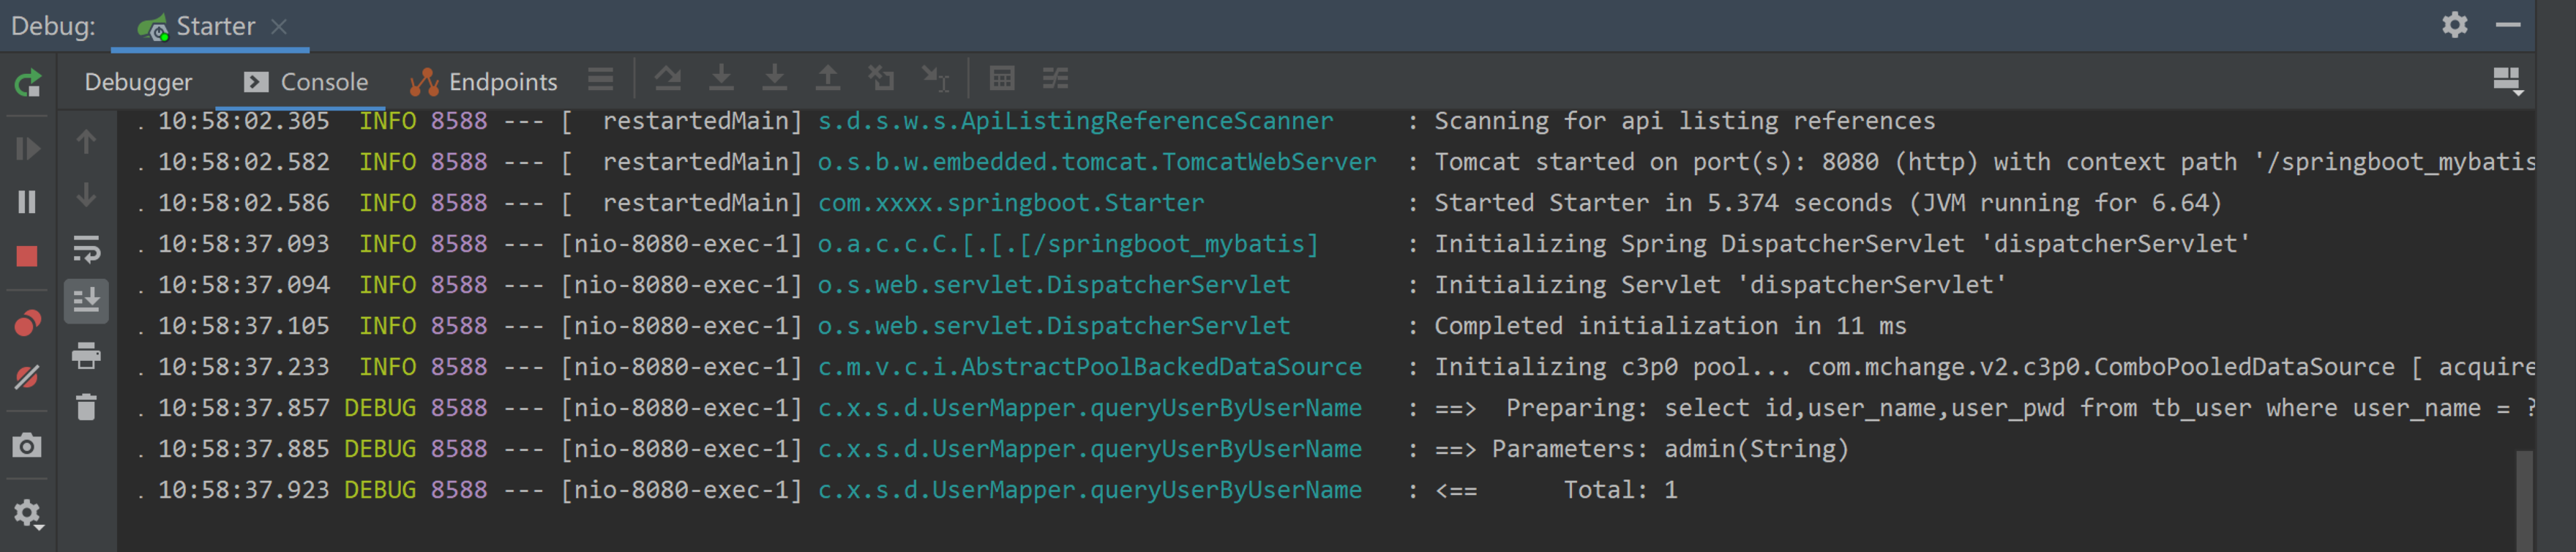 Debug: Starter
Debugger Console Endpoints
. 10:58:02.305 INFO 8588 --- [ restartedMain] s.d.s.w.s.ApiListingReferenceScanner : Scanning for api listing references
. 10:58:02.582 INFO 8588 --- [ restartedMain] o.s.b.w.embedded.tomcat.TomcatWebServer : Tomcat started on port(s): 8080 (http) with context path '/springboot_mybatis
. 10:58:02.586 INFO 8588 --- [ restartedMain] com.xxxx.springboot.Starter : Started Starter in 5.374 seconds (JVM running for 6.64)
. 10:58:37.093 INFO 8588 --- [nio-8080-exec-1] o.a.c.c.C.[.[.[/springboot_mybatis] : Initializing Spring DispatcherServlet 'dispatcherServlet'
. 10:58:37.094 INFO 8588 --- [nio-8080-exec-1] o.s.web.servlet.DispatcherServlet : Initializing Servlet 'dispatcherServlet'
. 10:58:37.105 INFO 8588 --- [nio-8080-exec-1] o.s.web.servlet.DispatcherServlet : Completed initialization in 11 ms
. 10:58:37.233 INFO 8588 --- [nio-8080-exec-1] c.m.v.c.i.AbstractPoolBackedDataSource : Initializing c3p0 pool... com.mchange.v2.c3p0.ComboPooledDataSource [ acquire
. 10:58:37.857 DEBUG 8588 --- [nio-8080-exec-1] c.x.s.d.UserMapper.queryUserByUserName : ==> Preparing: select id,user_name,user_pwd from tb_user where user_name = ?
. 10:58:37.885 DEBUG 8588 --- [nio-8080-exec-1] c.x.s.d.UserMapper.queryUserByUserName : ==> Parameters: admin(String)
. 10:58:37.923 DEBUG 8588 --- [nio-8080-exec-1] c.x.s.d.UserMapper.queryUserByUserName : <== Total: 1